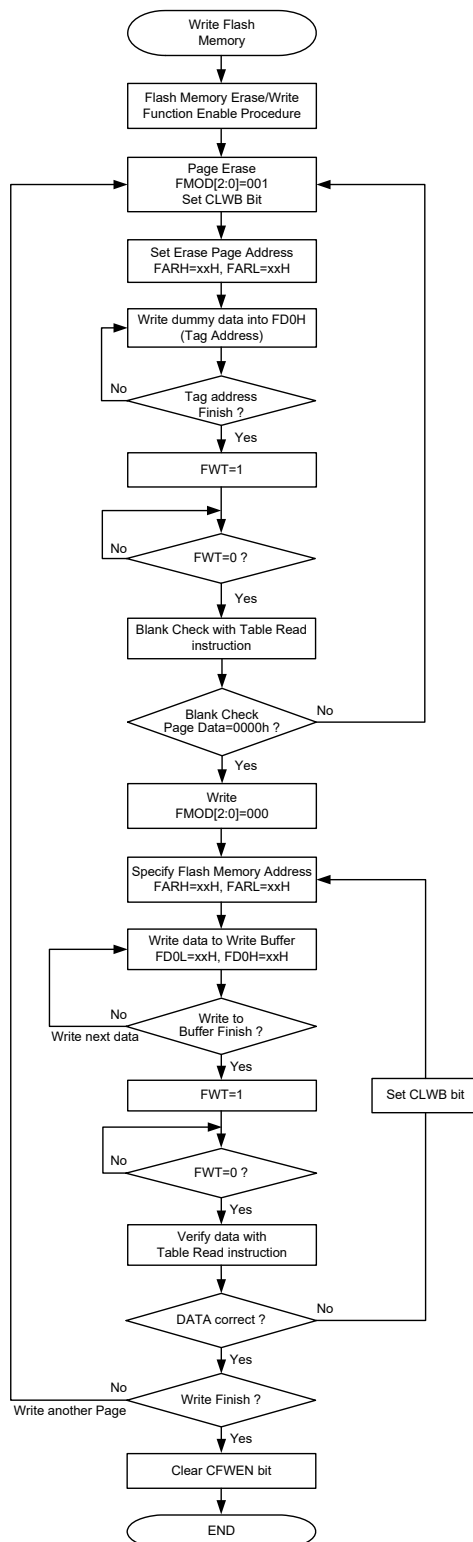 Write Flash
Memory
Flash Memory Erase/Write
Function Enable Procedure
Page Erase
FMOD[2:0]=001
Set CLWB Bit
Set Erase Page Address
FARH=xxH, FARL=xxH
Write dummy data into FD0H
(Tag Address)
No
Tag address
Finish ?
Yes
FWT=1
No
FWT=0 ?
Yes
Blank Check with Table Read
instruction
Blank Check
Page Data=0000h ?
No
Yes
Write
FMOD[2:0]=000
Specify Flash Memory Address
FARH=xxH, FARL=xxH
Write data to Write Buffer
FD0L=xxH, FD0H=xxH
No
Write next data
Write to
Buffer Finish ?
Yes
FWT=1
Set CLWB bit
No
FWT=0 ?
Yes
Verify data with
Table Read instruction
DATA correct ?
No
Yes
No
Write another Page
Write Finish ?
Yes
Clear CFWEN bit
END